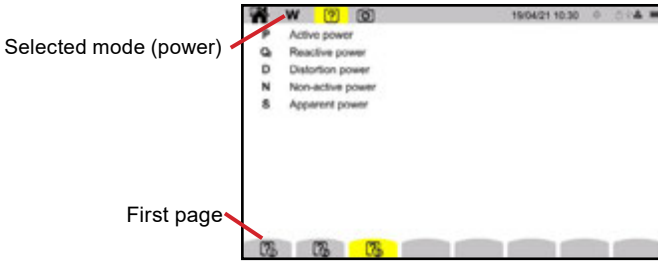 W ? 19/04/21 10:30
Selected mode (power)
P Active power
Q Reactive power
D Distortion power
N Non-active power
S Apparent power
First page
? ? ?